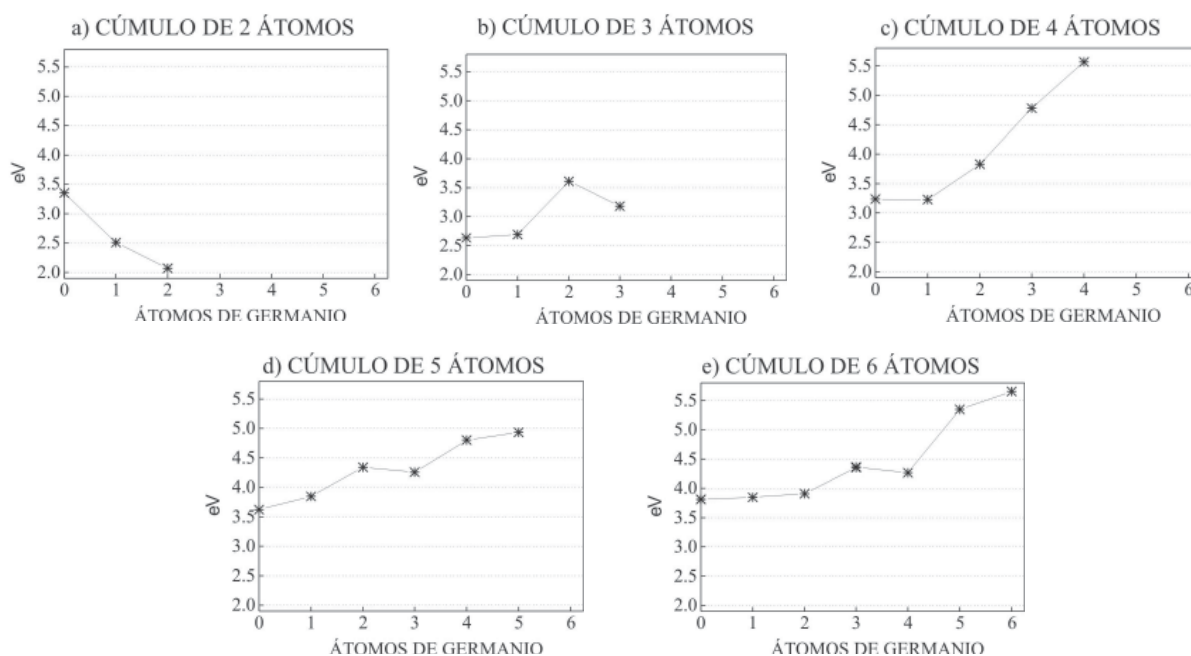 a) CÚMULO DE 2 ÁTOMOS
5.5
5.0
4.5
4.0
3.5
3.0
2.5
2.0
eV
0 1 2 3 4 5 6
ÁTOMOS DE GERMANIO
b) CÚMULO DE 3 ÁTOMOS
5.5
5.0
4.5
4.0
3.5
3.0
2.5
2.0
eV
0 1 2 3 4 5 6
ÁTOMOS DE GERMANIO
c) CÚMULO DE 4 ÁTOMOS
5.5
5.0
4.5
4.0
3.5
3.0
2.5
2.0
eV
0 1 2 3 4 5 6
ÁTOMOS DE GERMANIO
d) CÚMULO DE 5 ÁTOMOS
5.5
5.0
4.5
4.0
3.5
3.0
2.5
2.0
eV
0 1 2 3 4 5 6
ÁTOMOS DE GERMANIO
e) CÚMULO DE 6 ÁTOMOS
5.5
5.0
4.5
4.0
3.5
3.0
2.5
2.0
eV
0 1 2 3 4 5 6
ÁTOMOS DE GERMANIO